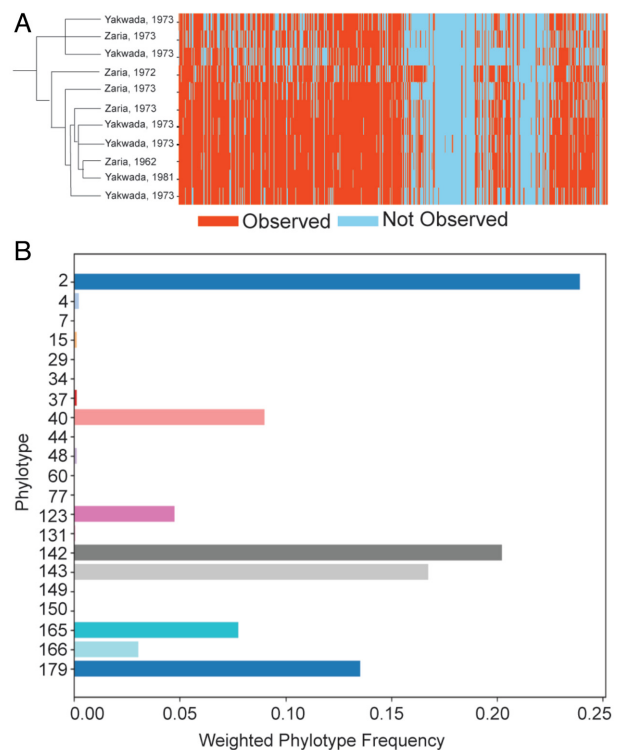 A
Yakwada, 1973
Zaria, 1973
Yakwada, 1973
Zaria, 1972
Zaria, 1973
Zaria, 1973
Yakwada, 1973
Yakwada, 1973
Zaria, 1962
Yakwada, 1981
Yakwada, 1973
Observed Not Observed
B
Phylotype
2
4
7
15
29
34
37
40
44
48
60
77
123
131
142
143
149
150
165
166
179
0.00 0.05 0.10 0.15 0.20 0.25
Weighted Phylotype Frequency